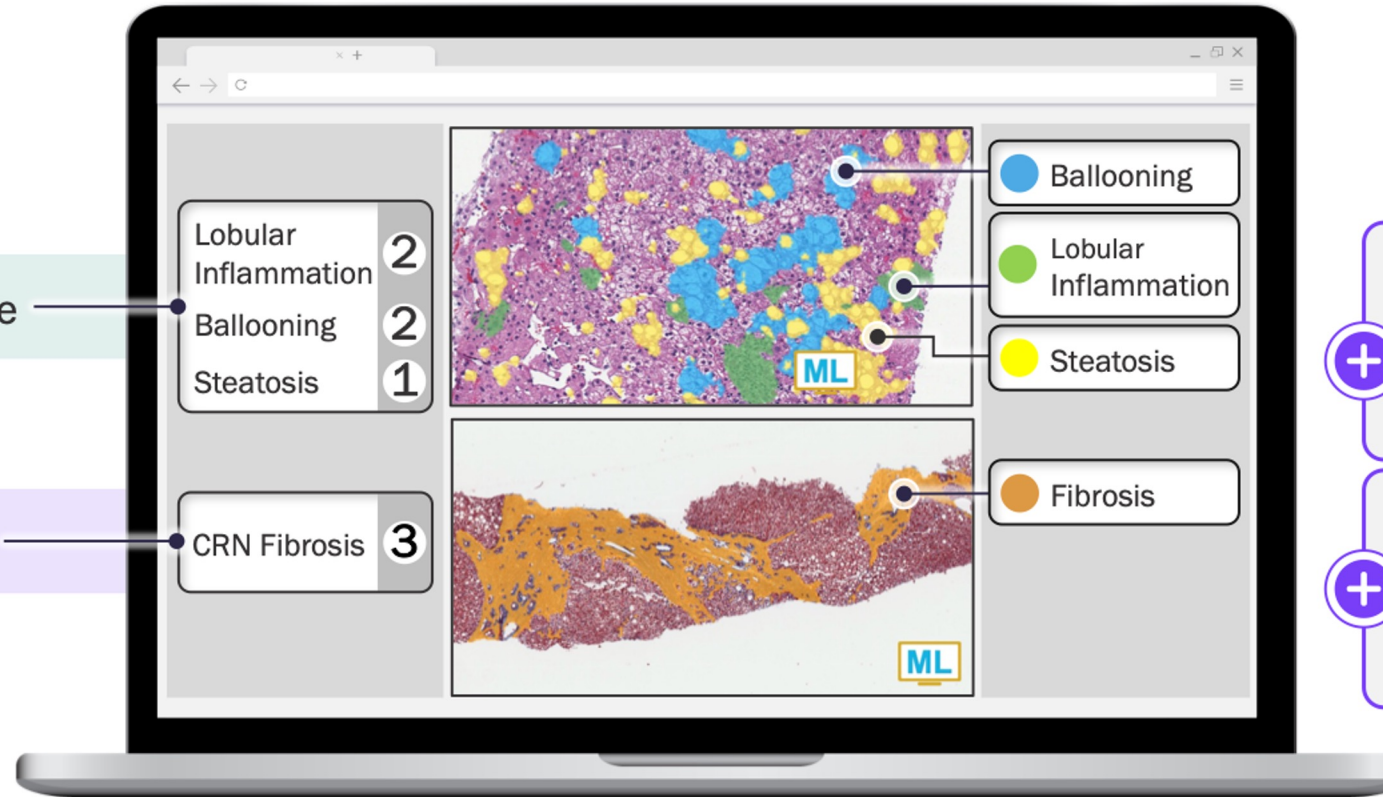 e
Lobular
Inflammation
2
Ballooning
2
Steatosis
1
CRN Fibrosis
3
ML
ML
Ballooning
Lobular
Inflammation
Steatosis
Fibrosis